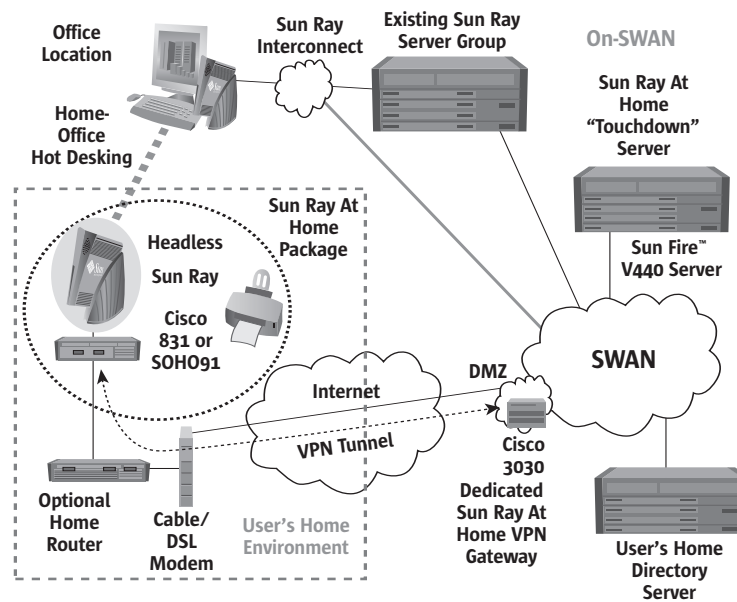 Office
Location
Sun Ray
Interconnect
Existing Sun Ray
Server Group
On-SWAN
Sun Ray At
Home
“Touchdown”
Server
Home-
Office
Hot Desking
Sun Ray At
Home
Package
Headless
Sun Ray
Sun
Cisco
831 or
SOHO91
Sun Fire™
V440 Server
SWAN
DMZ
Internet
VPN Tunnel
Cisco
3030
Dedicated
Sun Ray At
Home VPN
Gateway
Optional
Home
Router
Cable/
DSL
Modem
User's Home
Environment
User's Home
Directory
Server